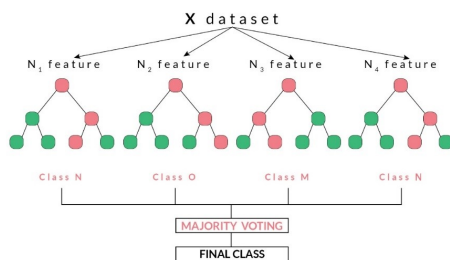 X dataset
N₁ feature N₂ feature N₃ feature N₄ feature
Class N Class O Class M Class N
MAJORITY VOTING
FINAL CLASS